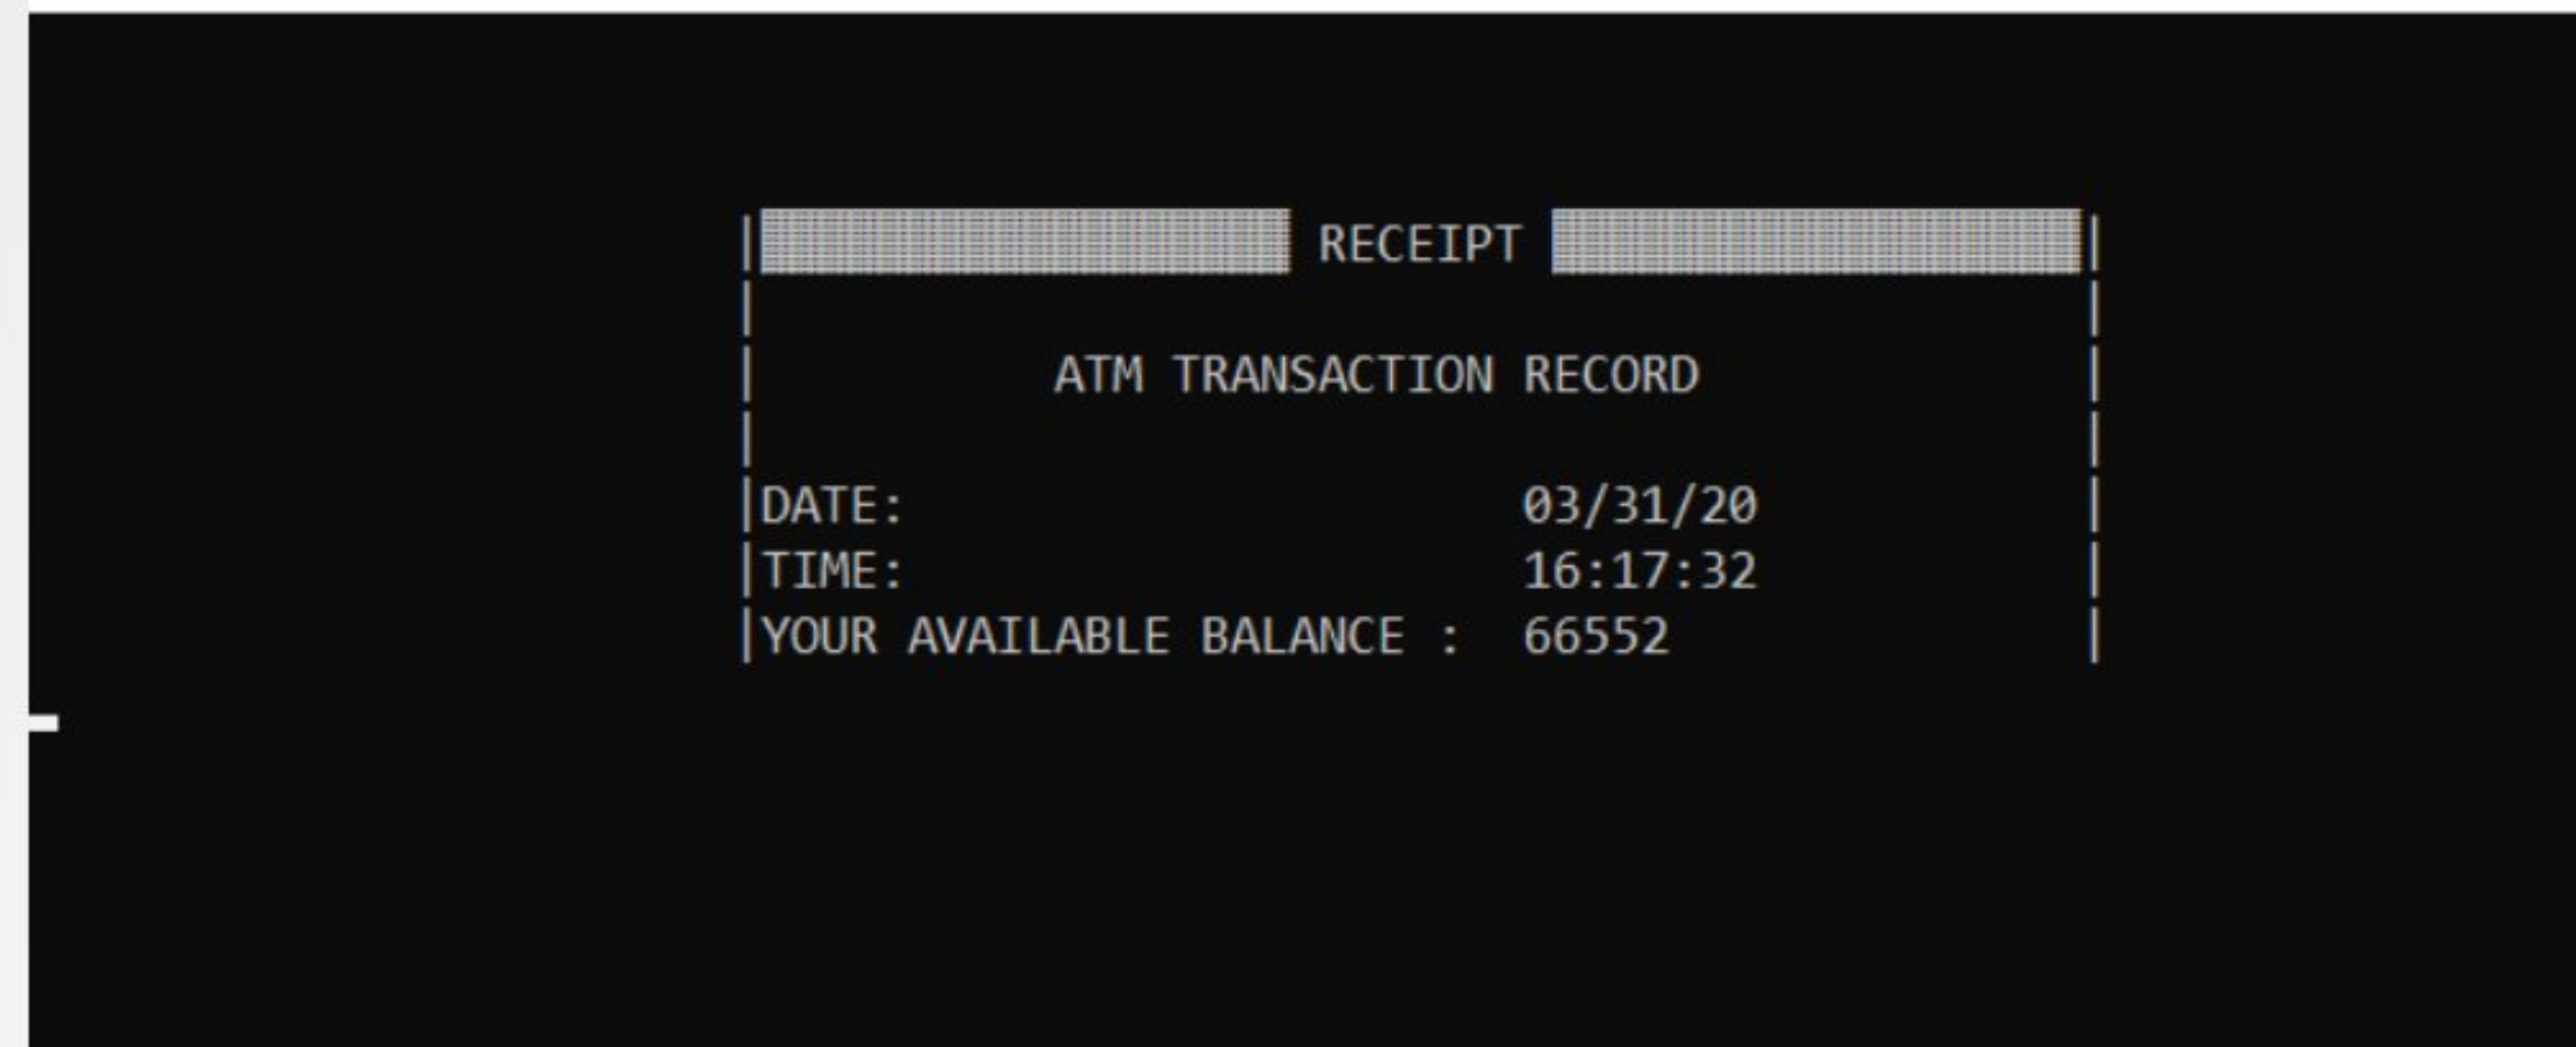 RECEIPT
ATM TRANSACTION RECORD
DATE: 03/31/20
TIME: 16:17:32
YOUR AVAILABLE BALANCE : 66552